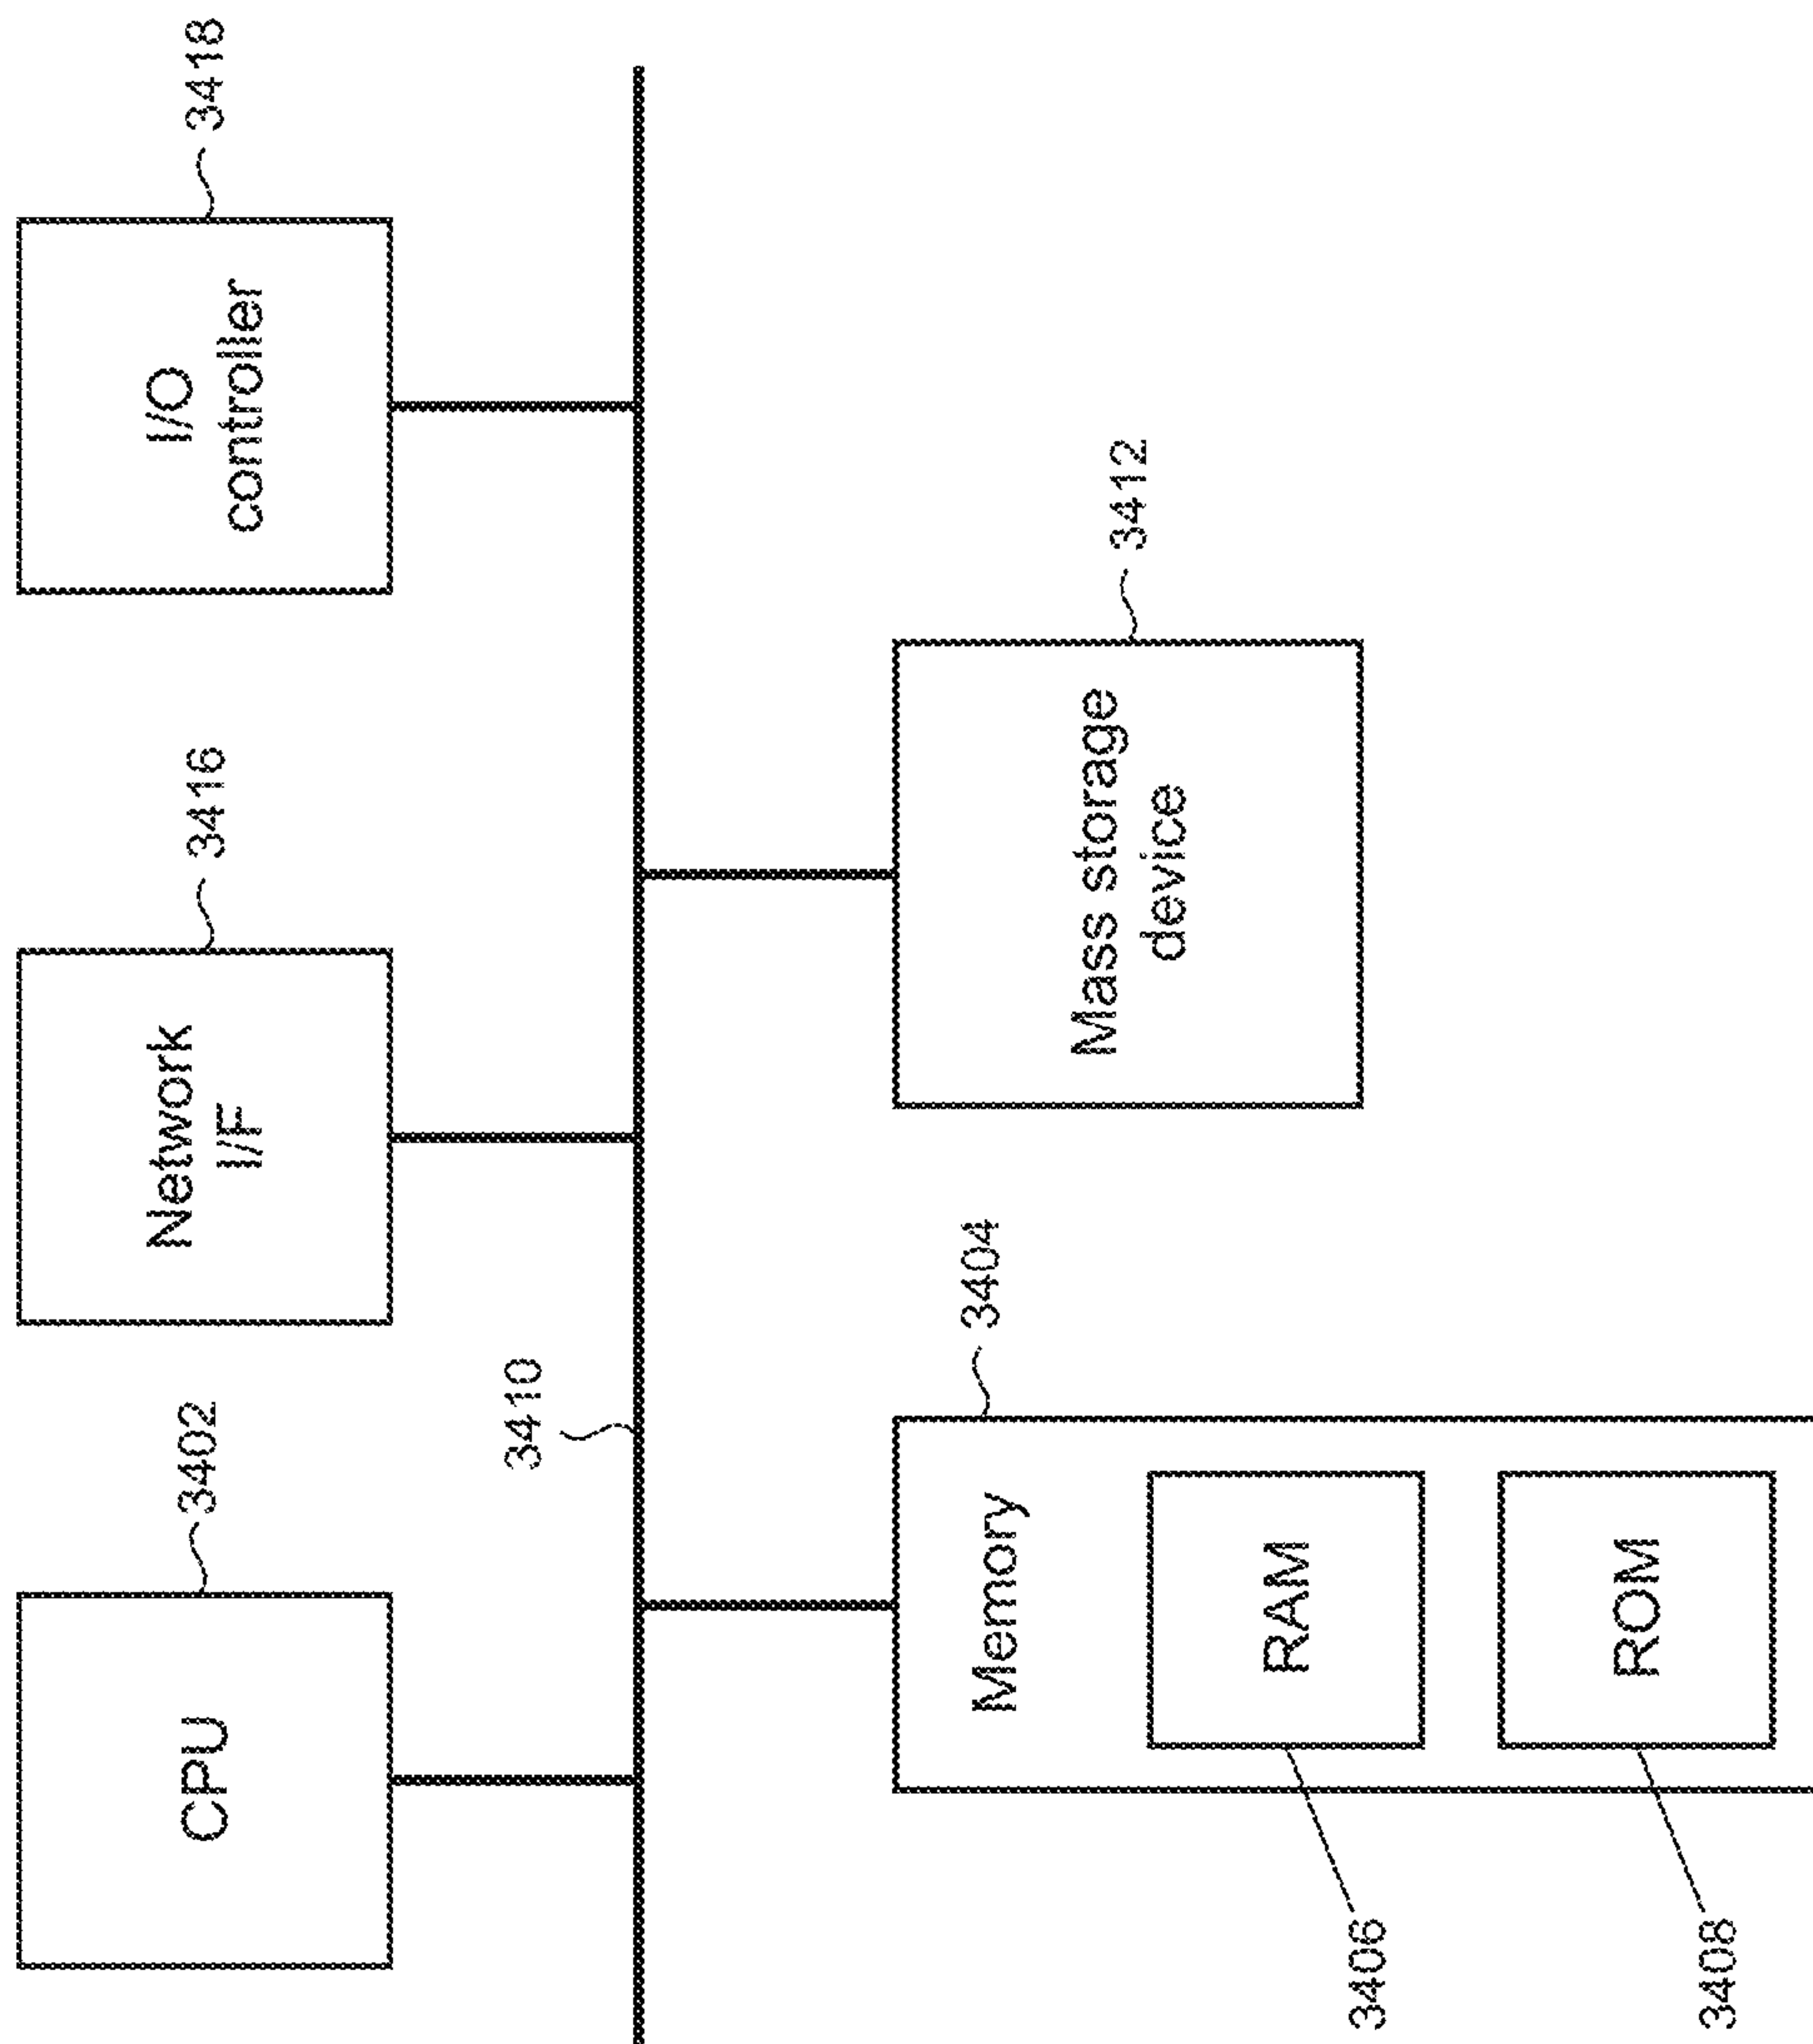 3402
CPU
3416
Network
I/F
3418
I/O
controller
3410
3404
Memory
RAM
ROM
3406
3408
3412
Mass storage
device